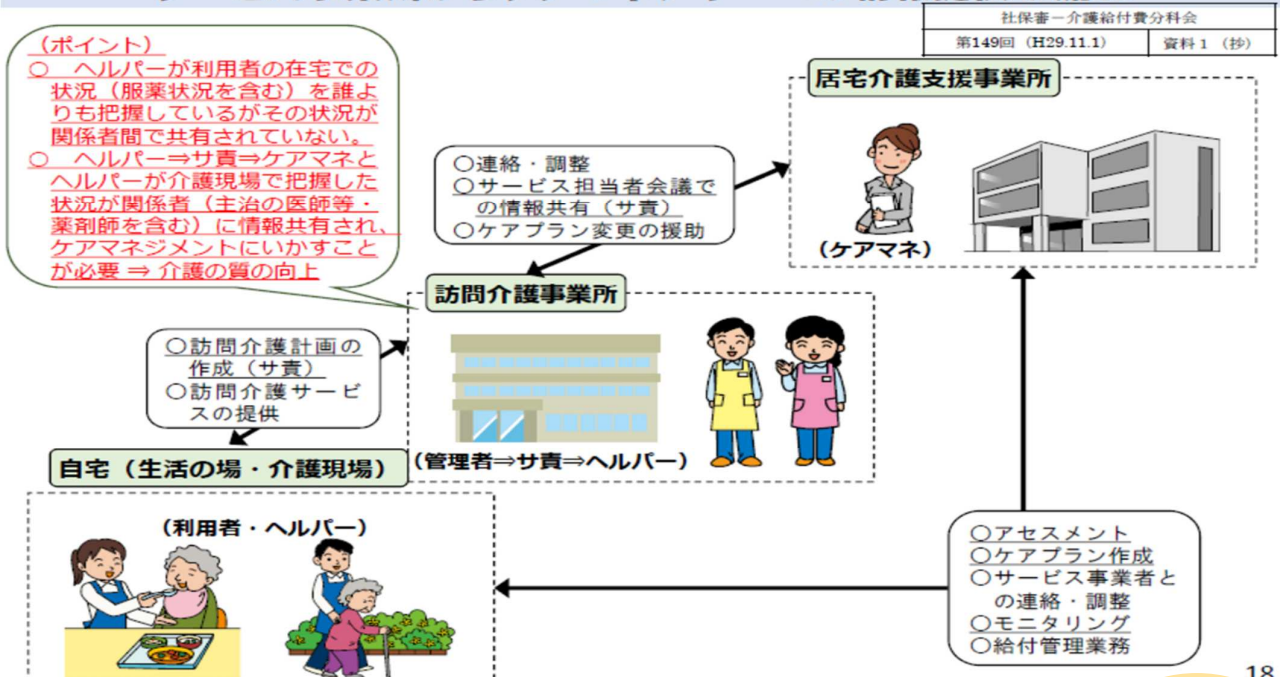 社保審－介護給付費分科会
第149回（H29.11.1）
資料１（抄）
（ポイント）
○　ヘルパーが利用者の在宅での
状況（服薬状況を含む）を誰よ
りも把握しているがその状況が
関係者間で共有されていない。
○　ヘルパー⇒サ責⇒ケアマネと
ヘルパーが介護現場で把握した
状況が関係者（主治の医師等・
薬剤師を含む）に情報共有され、
ケアマネジメントにいかすこと
が必要 ⇒ 介護の質の向上
居宅介護支援事業所
（ケアマネ）
○連絡・調整
○サービス担当者会議で
の情報共有（サ責）
○ケアプラン変更の援助
訪問介護事業所
（管理者⇒サ責⇒ヘルパー）
○訪問介護計画の
作成（サ責）
○訪問介護サービ
スの提供
自宅（生活の場・介護現場）
（利用者・ヘルパー）
○アセスメント
○ケアプラン作成
○サービス事業者と
の連絡・調整
○モニタリング
○給付管理業務
18